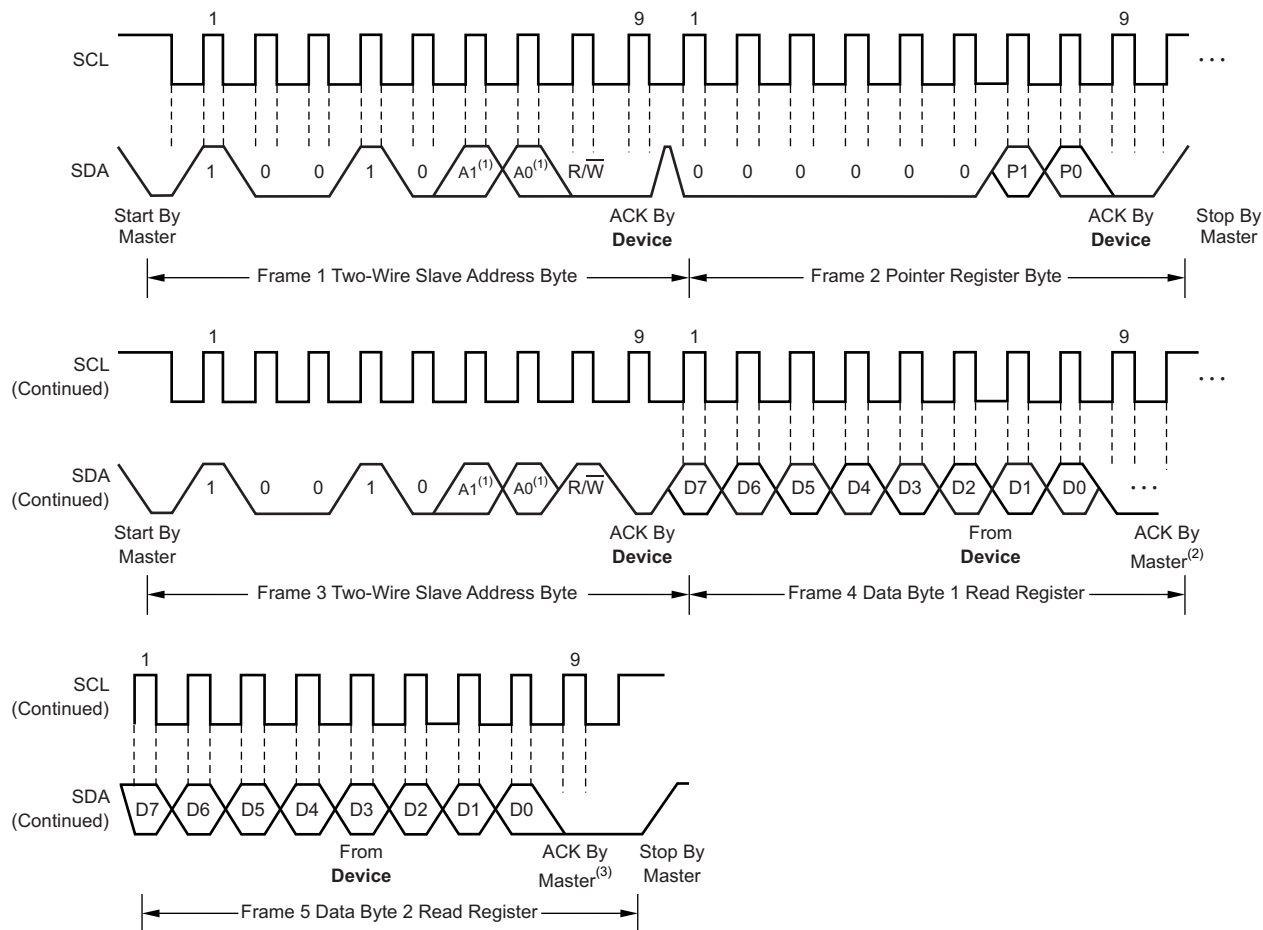 1 9 1 9
SCL ...
SDA 1 0 0 1 0 A1(1) A0(1) R/W̅ 0 0 0 0 0 0 P1 P0
Start By Master
ACK By Device
ACK By Device
Stop By Master
Frame 1 Two-Wire Slave Address Byte
Frame 2 Pointer Register Byte
1 9 1 9
SCL (Continued) ...
SDA (Continued) 1 0 0 1 0 A1(1) A0(1) R/W̅ D7 D6 D5 D4 D3 D2 D1 D0 ...
Start By Master
ACK By Device
From Device
ACK By Master(2)
Frame 3 Two-Wire Slave Address Byte
Frame 4 Data Byte 1 Read Register
1 9
SCL (Continued)
SDA (Continued) D7 D6 D5 D4 D3 D2 D1 D0
From Device
ACK By Master(3)
Stop By Master
Frame 5 Data Byte 2 Read Register